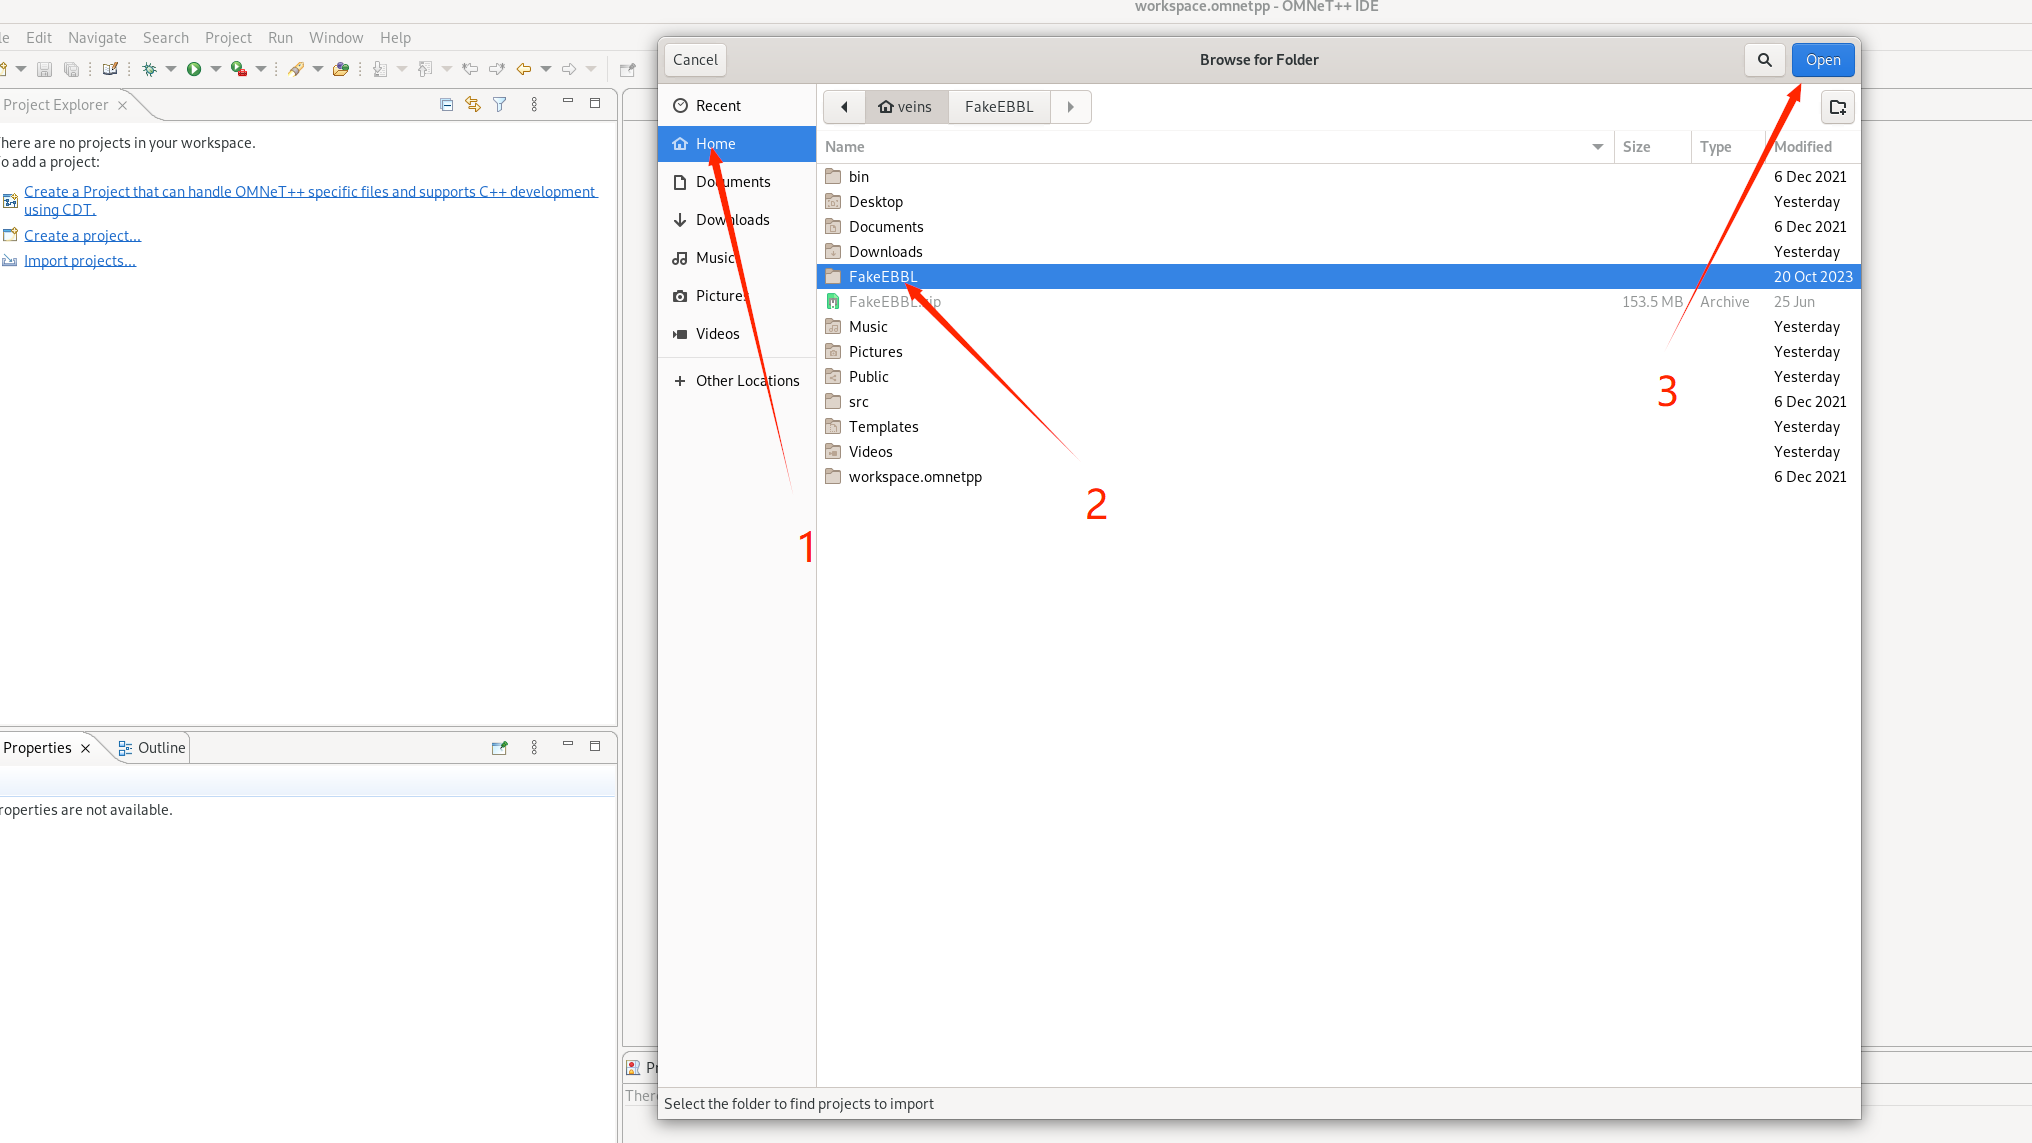 workspace.omnetpp - OMNeT++ IDE
le Edit Navigate Search Project Run Window Help
Project Explorer
here are no projects in your workspace.
o add a project:
Create a Project that can handle OMNeT++ specific files and supports C++ development
using CDT.
Create a project...
Import projects...
Properties Outline
roperties are not available.
Cancel Browse for Folder Open
Recent
Home
Documents
Downloads
Music
Pictures
Videos
Other Locations
veins FakeEBBL
Name Size Type Modified
bin 6 Dec 2021
Desktop Yesterday
Documents 6 Dec 2021
Downloads Yesterday
FakeEBBL 20 Oct 2023
FakeEBBL.zip 153.5 MB Archive 25 Jun
Music Yesterday
Pictures Yesterday
Public Yesterday
src 6 Dec 2021
Templates Yesterday
Videos Yesterday
workspace.omnetpp 6 Dec 2021
1
2
3
Pr
There
Select the folder to find projects to import